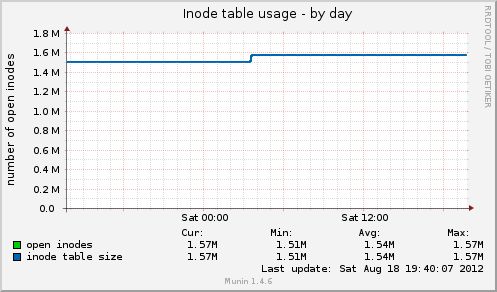 Inode table usage - by day
RRDTOOL / TOBI OETIKER
number of open inodes
1.8 M
1.6 M
1.4 M
1.2 M
1.0 M
0.8 M
0.6 M
0.4 M
0.2 M
0.0
Sat 00:00 Sat 12:00
Cur: Min: Avg: Max:
open inodes 1.57M 1.51M 1.54M 1.57M
inode table size 1.57M 1.51M 1.54M 1.57M
Last update: Sat Aug 18 19:40:07 2012
Munin 1.4.6